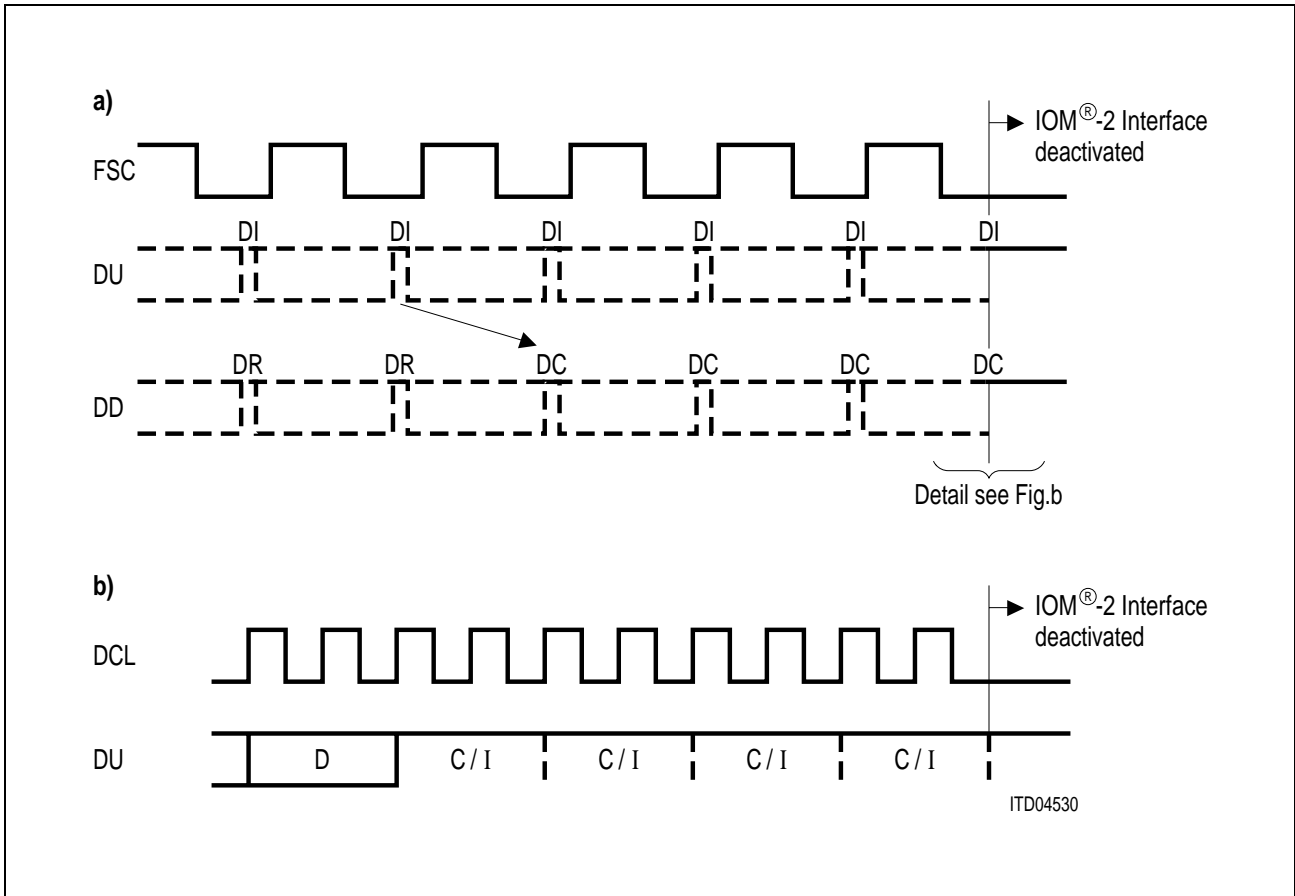 a)
IOM®-2 Interface
deactivated
FSC
DI DI DI DI DI DI
DU
DR DR DC DC DC DC
DD
Detail see Fig.b
b)
IOM®-2 Interface
deactivated
DCL
DU D C / I C / I C / I C / I
ITD04530